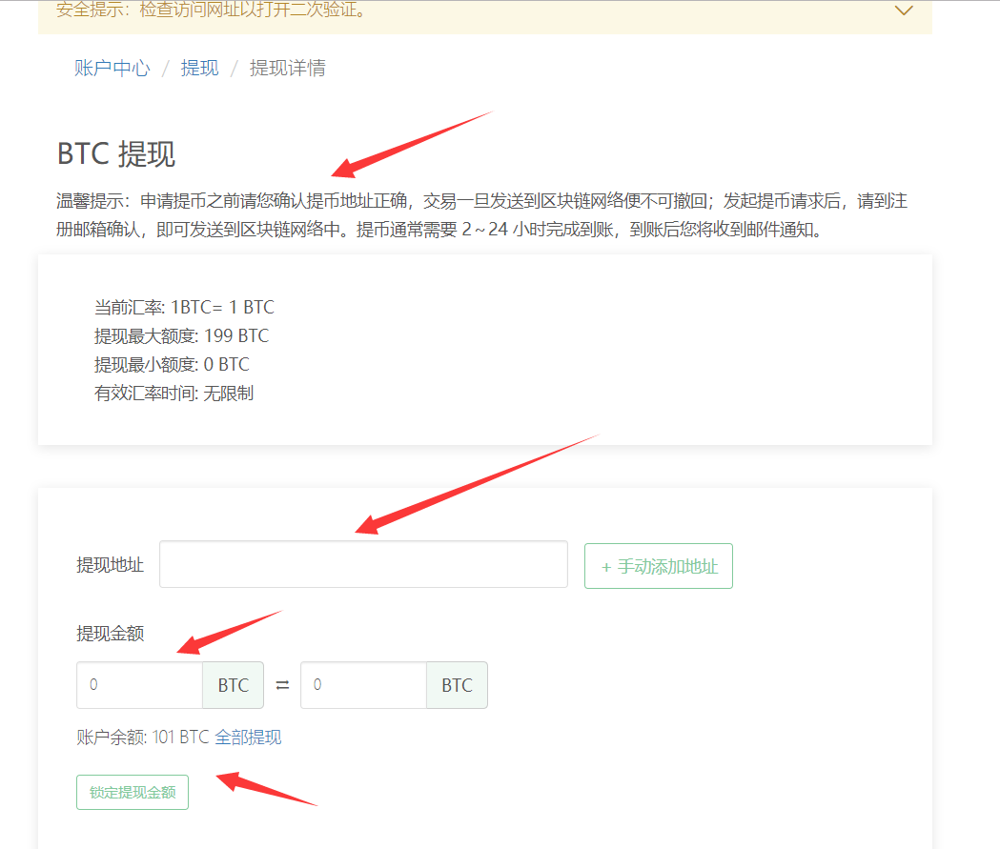 安全提示：检查访问网址以打开二次验证。
账户中心 / 提现 / 提现详情
BTC 提现
温馨提示：申请提币之前请您确认提币地址正确，交易一旦发送到区块链网络便不可撤回；发起提币请求后，请到注
册邮箱确认，即可发送到区块链网络中。提币通常需要 2～24 小时完成到账，到账后您将收到邮件通知。
当前汇率: 1BTC= 1 BTC
提现最大额度: 199 BTC
提现最小额度: 0 BTC
有效汇率时间: 无限制
提现地址 + 手动添加地址
提现金额
0 BTC ⇄ 0 BTC
账户余额: 101 BTC 全部提现
锁定提现金额